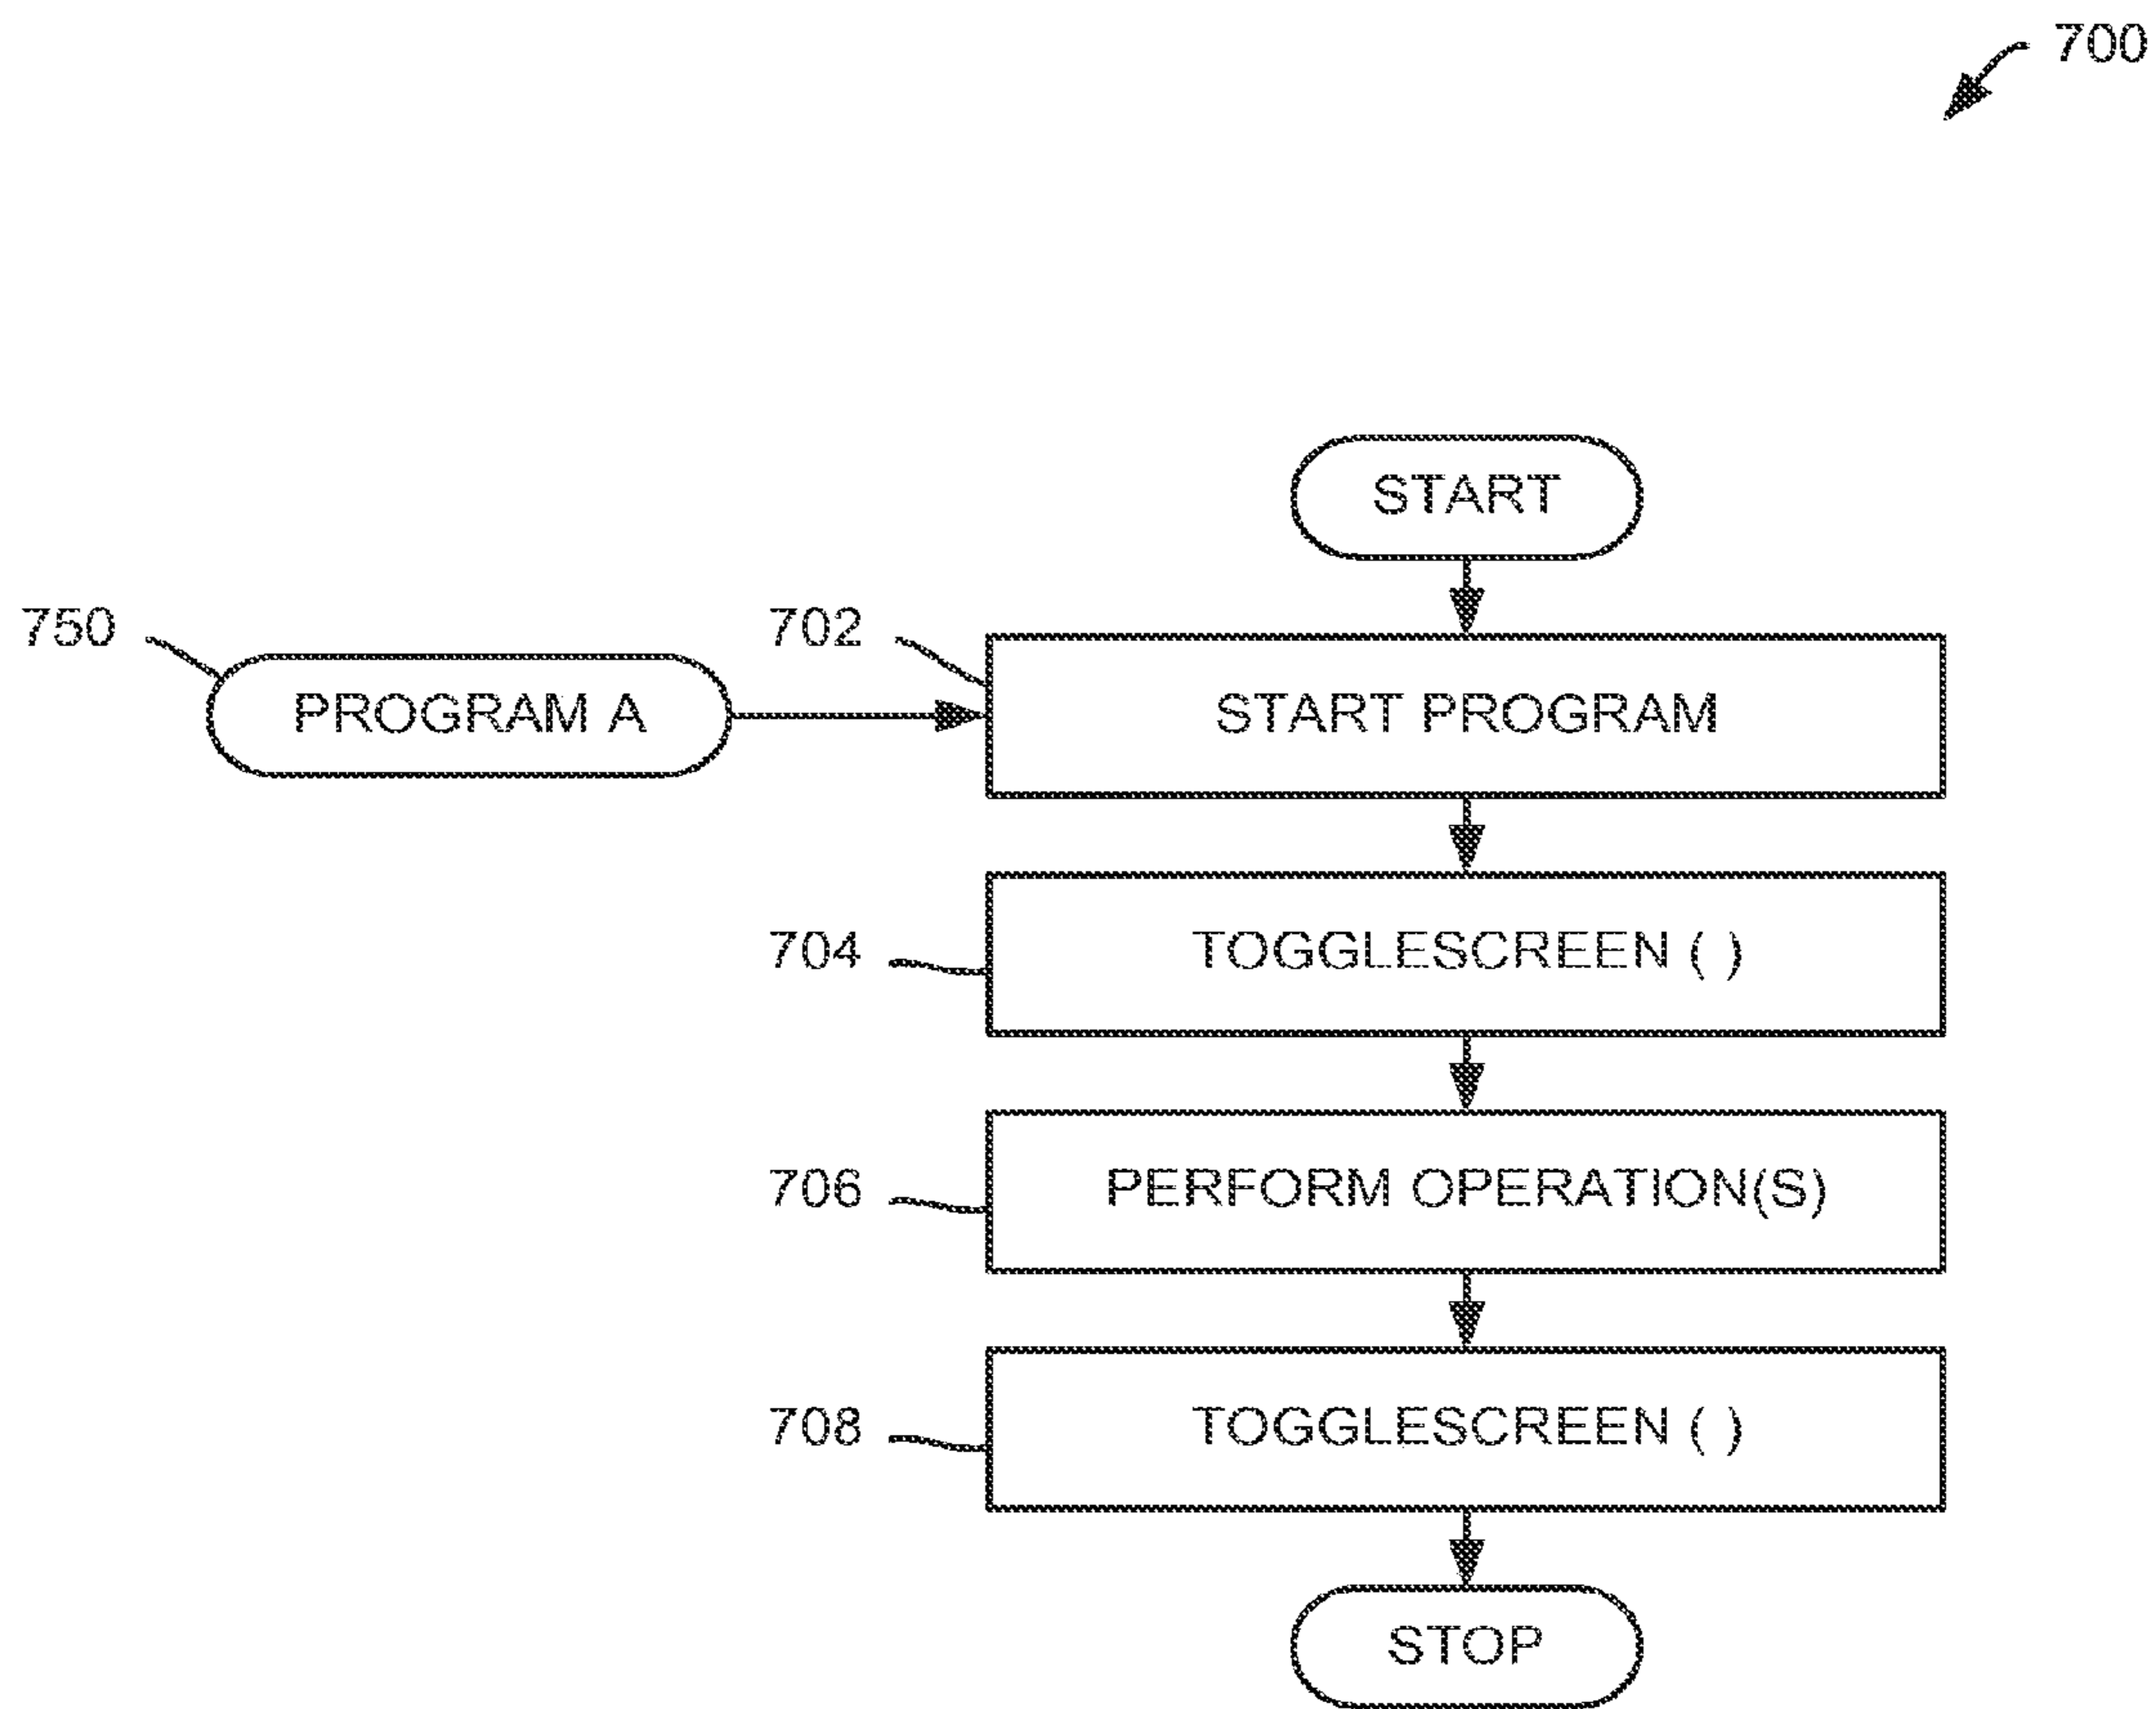 700
START
750
702
PROGRAM A
START PROGRAM
704
TOGGLESCREEN ( )
706
PERFORM OPERATION(S)
708
TOGGLESCREEN ( )
STOP